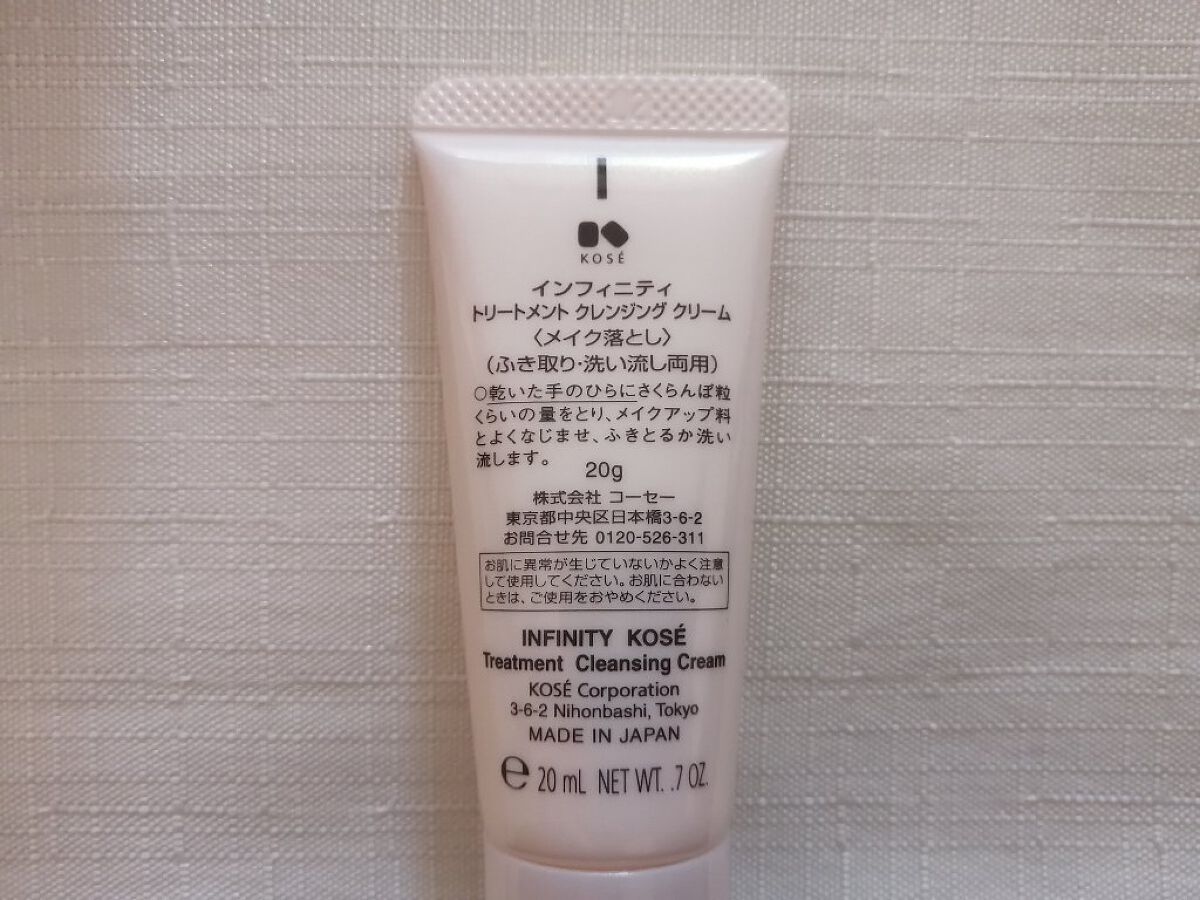 KOSÉ
インフィニティ
トリートメント クレンジング クリーム
〈メイク落とし〉
(ふき取り・洗い流し両用)
○乾いた手のひらにさくらんぼ粒
くらいの量をとり、メイクアップ料
とよくなじませ、ふきとるか洗い
流します。
20g
株式会社 コーセー
東京都中央区日本橋3-6-2
お問合せ先 0120-526-311
お肌に異常が生じていないかよく注意
して使用してください。お肌に合わない
ときは、ご使用をおやめください。
INFINITY KOSÉ
Treatment Cleansing Cream
KOSÉ Corporation
3-6-2 Nihonbashi, Tokyo
MADE IN JAPAN
℮ 20 mL NET WT. .7 OZ.